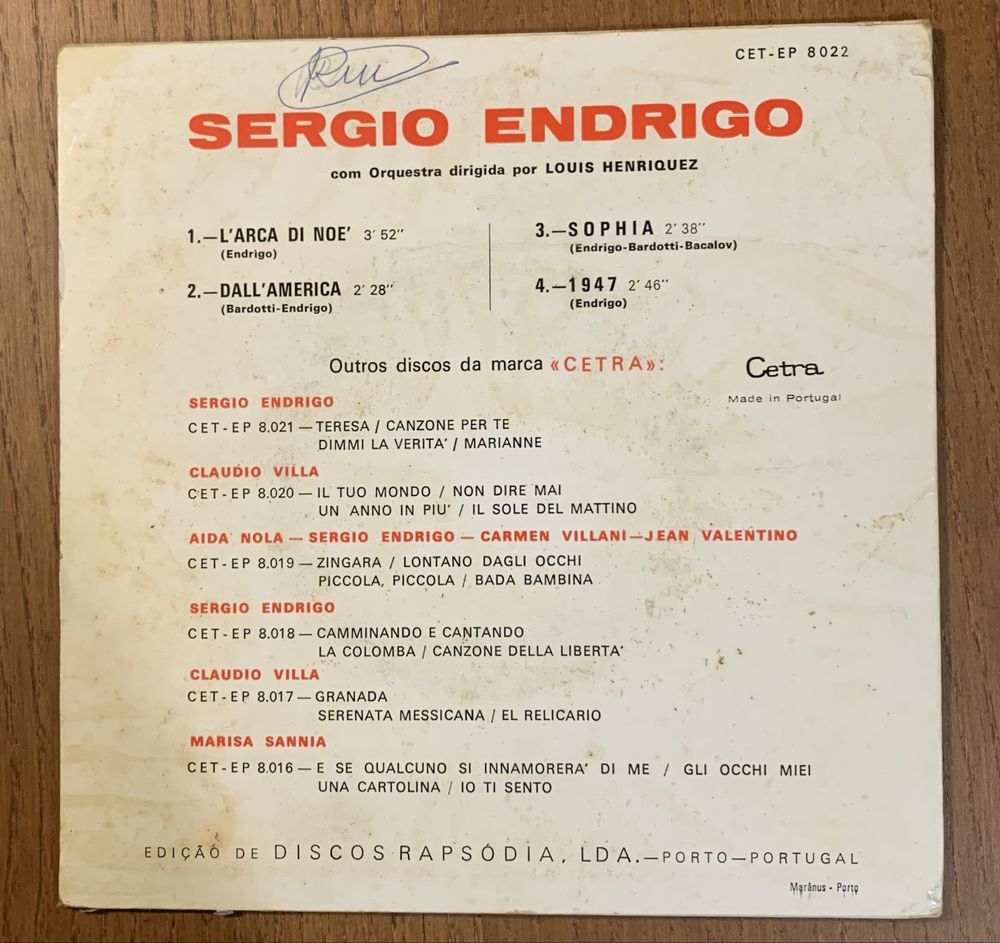 CET-EP 8022
SERGIO ENDRIGO
com Orquestra dirigida por LOUIS HENRIQUEZ
1.—L'ARCA DI NOE' 3' 52''
(Endrigo)
2.—DALL'AMERICA 2' 28''
(Bardotti-Endrigo)
3.—SOPHIA 2' 38''
(Endrigo-Bardotti-Bacalov)
4.—1947 2' 46''
(Endrigo)
Outros discos da marca «CETRA»:
Cetra
Made in Portugal
SERGIO ENDRIGO
CET-EP 8.021 — TERESA / CANZONE PER TE
DIMMI LA VERITA' / MARIANNE
CLAUDIO VILLA
CET-EP 8.020 — IL TUO MONDO / NON DIRE MAI
UN ANNO IN PIU' / IL SOLE DEL MATTINO
AIDA NOLA — SERGIO ENDRIGO — CARMEN VILLANI — JEAN VALENTINO
CET-EP 8.019 — ZINGARA / LONTANO DAGLI OCCHI
PICCOLA, PICCOLA / BADA BAMBINA
SERGIO ENDRIGO
CET-EP 8.018 — CAMMINANDO E CANTANDO
LA COLOMBA / CANZONE DELLA LIBERTA'
CLAUDIO VILLA
CET-EP 8.017 — GRANADA
SERENATA MESSICANA / EL RELICARIO
MARISA SANNIA
CET-EP 8.016 — E SE QUALCUNO SI INNAMORERA' DI ME / GLI OCCHI MIEI
UNA CARTOLINA / IO TI SENTO
EDIÇÃO DE DISCOS RAPSÓDIA, LDA.—PORTO—PORTUGAL
Marânus - Porto